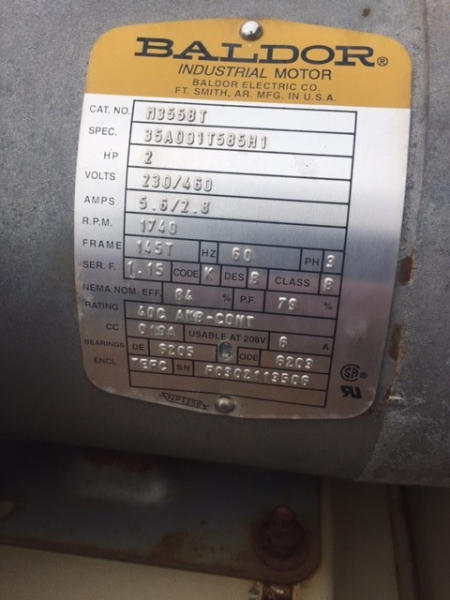 BALDOR®
INDUSTRIAL MOTOR
BALDOR ELECTRIC CO.
FT. SMITH, AR. MFG. IN U.S.A.
CAT. NO. M3558T
SPEC. 35A001T585H1
HP 2
VOLTS 230/460
AMPS 5.6/2.8
R.P.M. 1740
FRAME 145T HZ 60 PH 3
SER. F. 1.15 CODE K DES B CLASS B
NEMA NOM. EFF. 84 % P.F. 79 %
RATING 40C AMB-CONT
CC 010A USABLE AT 208V 6 A
BEARINGS DE 6205 ODE 6203
ENCL. TEFC SN F0302113506